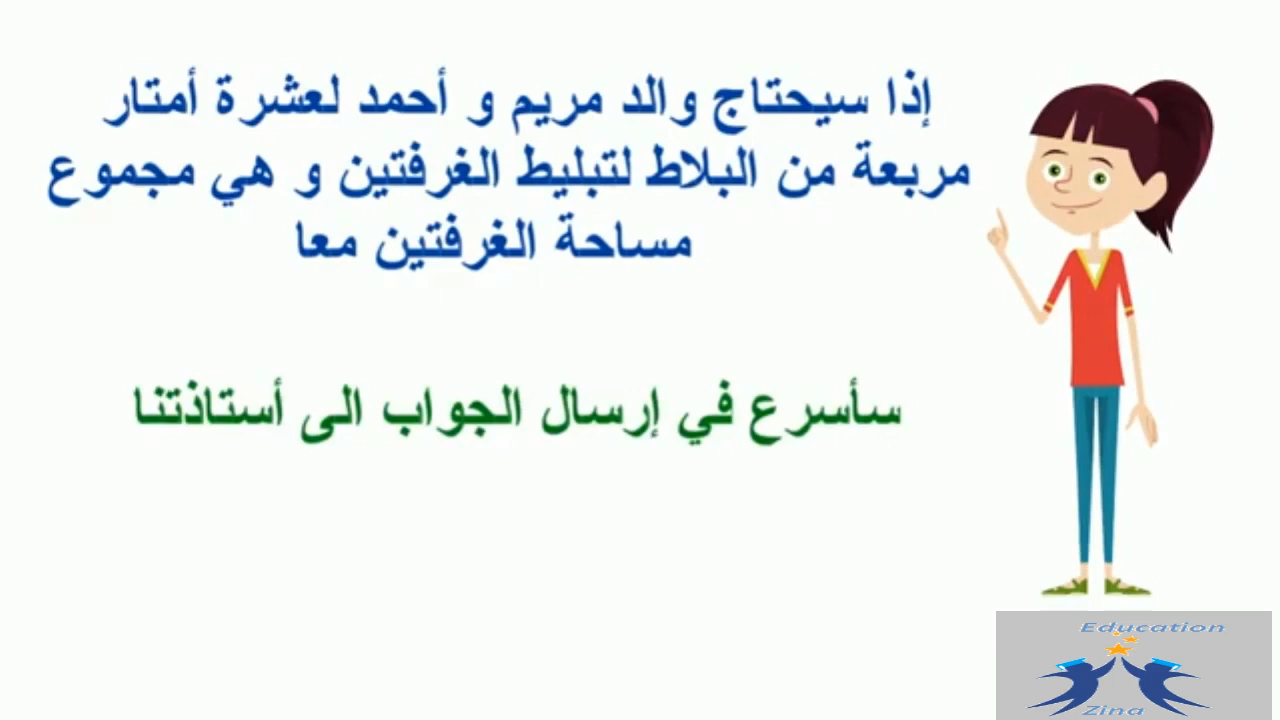 إذا سيحتاج والد مريم و أحمد لعشرة أمتار
مربعة من البلاط لتبليط الغرفتين و هي مجموع
مساحة الغرفتين معا
سأسرع في إرسال الجواب الى أستاذتنا
Education
Zina